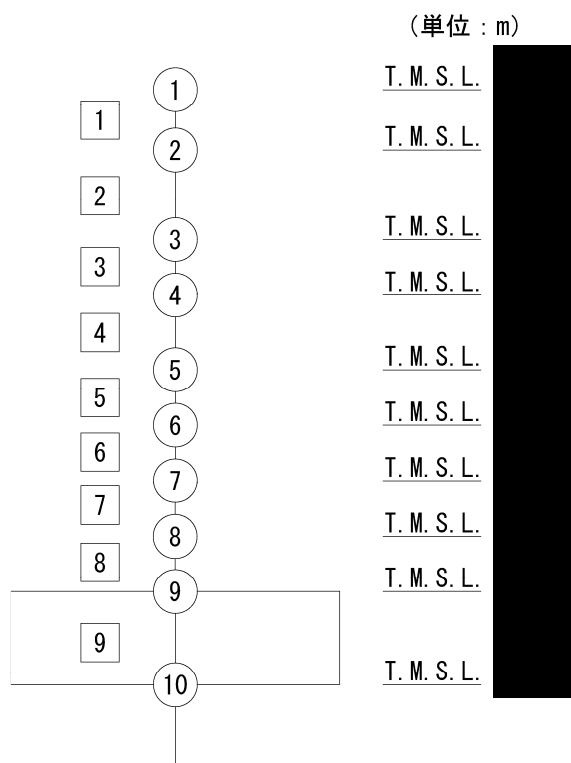 （単位：m）
① T.M.S.L.
1
② T.M.S.L.
2
③ T.M.S.L.
3
④ T.M.S.L.
4
⑤ T.M.S.L.
5
⑥ T.M.S.L.
6
⑦ T.M.S.L.
7
⑧ T.M.S.L.
8
⑨ T.M.S.L.
9
⑩ T.M.S.L.